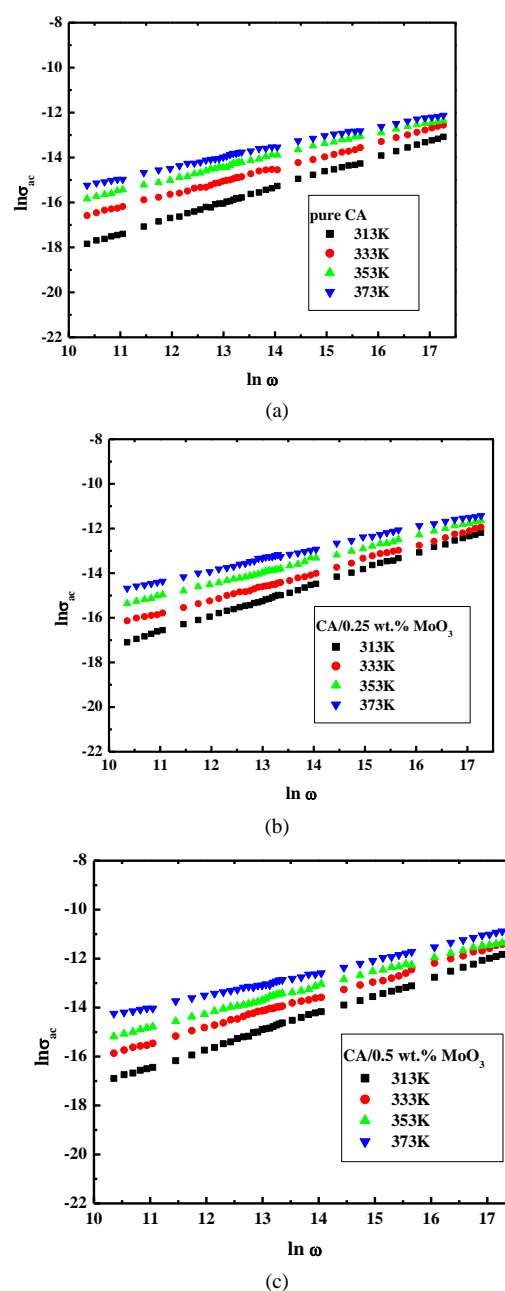 -8
-10
-12
-14
-16
-18
-20
-22
lnσac
pure CA
313K
333K
353K
373K
10 11 12 13 14 15 16 17
ln ω
(a)
-8
-10
-12
-14
-16
-18
-20
-22
lnσac
CA/0.25 wt.% MoO3
313K
333K
353K
373K
10 11 12 13 14 15 16 17
ln ω
(b)
-8
-10
-12
-14
-16
-18
-20
-22
lnσac
CA/0.5 wt.% MoO3
313K
333K
353K
373K
10 11 12 13 14 15 16 17
ln ω
(c)